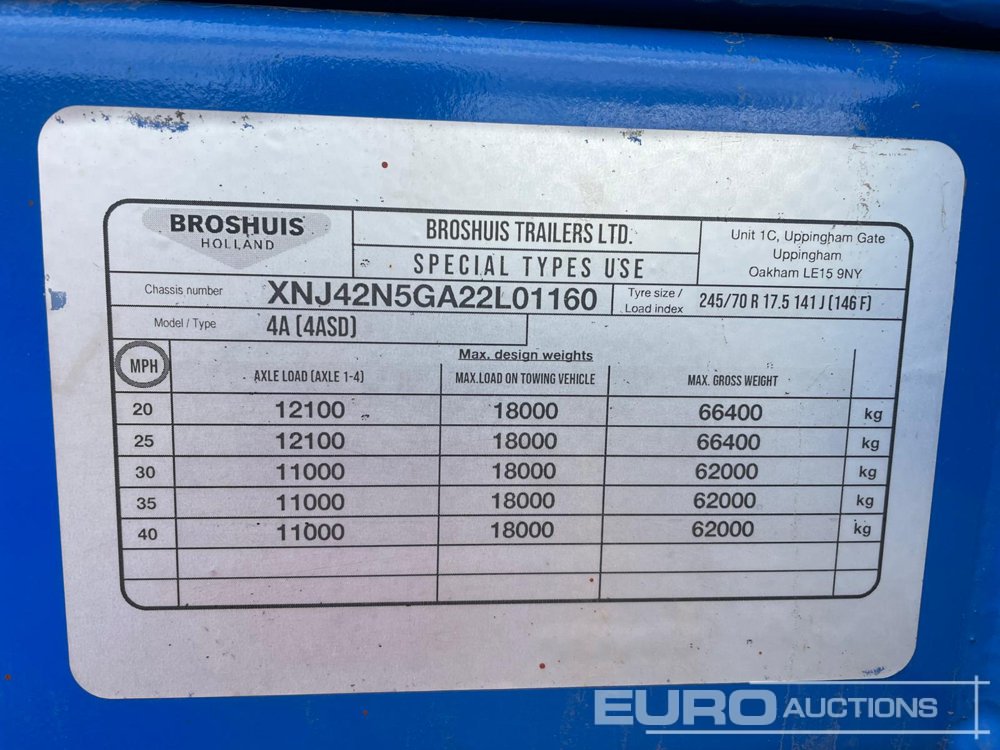 BROSHUIS
HOLLAND
BROSHUIS TRAILERS LTD.
SPECIAL TYPES USE
Unit 1C, Uppingham Gate
Uppingham
Oakham LE15 9NY
Chassis number XNJ42N5GA22L01160
Tyre size /
Load index 245/70 R 17.5 141 J (146 F)
Model / Type 4A (4ASD)
Max. design weights
MPH AXLE LOAD (AXLE 1-4) MAX.LOAD ON TOWING VEHICLE MAX. GROSS WEIGHT
20 12100 18000 66400 kg
25 12100 18000 66400 kg
30 11000 18000 62000 kg
35 11000 18000 62000 kg
40 11000 18000 62000 kg
EURO AUCTIONS